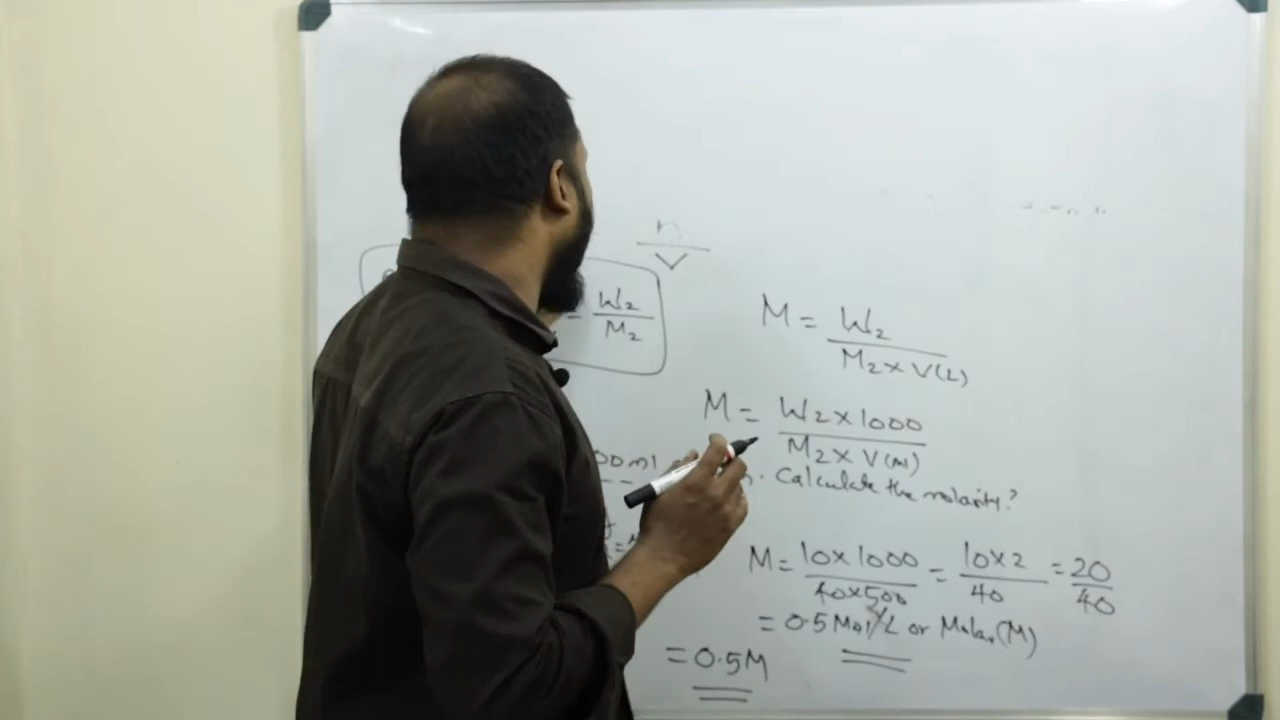 n
V
= W2
M2
M = W2
M2 x V(L)
M = W2 x 1000
M2 x V(ml)
00ml
. Calculate the molarity?
M = 10 x 1000 = 10 x 2 = 20
40 x 500 40 40
= 0.5 Mol/L or Molar (M)
= 0.5M